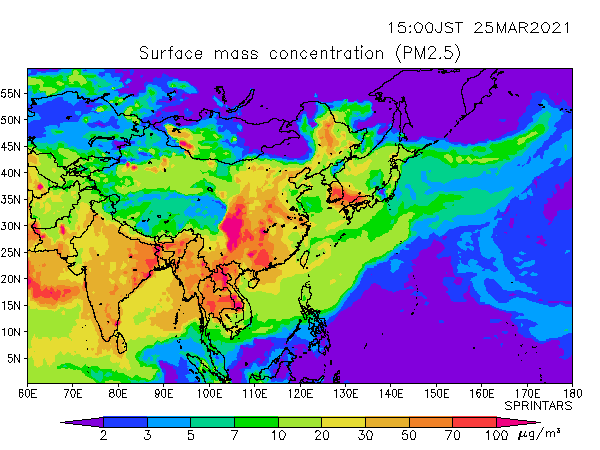 15:00JST 25MAR2021
Surface mass concentration (PM2.5)
55N
50N
45N
40N
35N
30N
25N
20N
15N
10N
5N
60E 70E 80E 90E 100E 110E 120E 130E 140E 150E 160E 170E 180
SPRINTARS
2 3 5 7 10 20 30 50 70 100 μg/m³